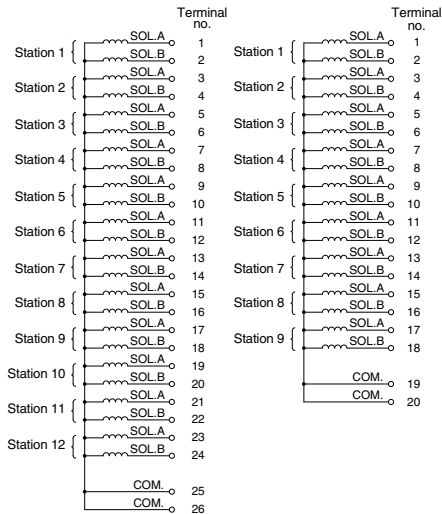 Terminal
no.
Station 1 SOL.A 1
SOL.B 2
Station 2 SOL.A 3
SOL.B 4
Station 3 SOL.A 5
SOL.B 6
Station 4 SOL.A 7
SOL.B 8
Station 5 SOL.A 9
SOL.B 10
Station 6 SOL.A 11
SOL.B 12
Station 7 SOL.A 13
SOL.B 14
Station 8 SOL.A 15
SOL.B 16
Station 9 SOL.A 17
SOL.B 18
Station 10 SOL.A 19
SOL.B 20
Station 11 SOL.A 21
SOL.B 22
Station 12 SOL.A 23
SOL.B 24
COM. 25
COM. 26
Terminal
no.
Station 1 SOL.A 1
SOL.B 2
Station 2 SOL.A 3
SOL.B 4
Station 3 SOL.A 5
SOL.B 6
Station 4 SOL.A 7
SOL.B 8
Station 5 SOL.A 9
SOL.B 10
Station 6 SOL.A 11
SOL.B 12
Station 7 SOL.A 13
SOL.B 14
Station 8 SOL.A 15
SOL.B 16
Station 9 SOL.A 17
SOL.B 18
COM. 19
COM. 20